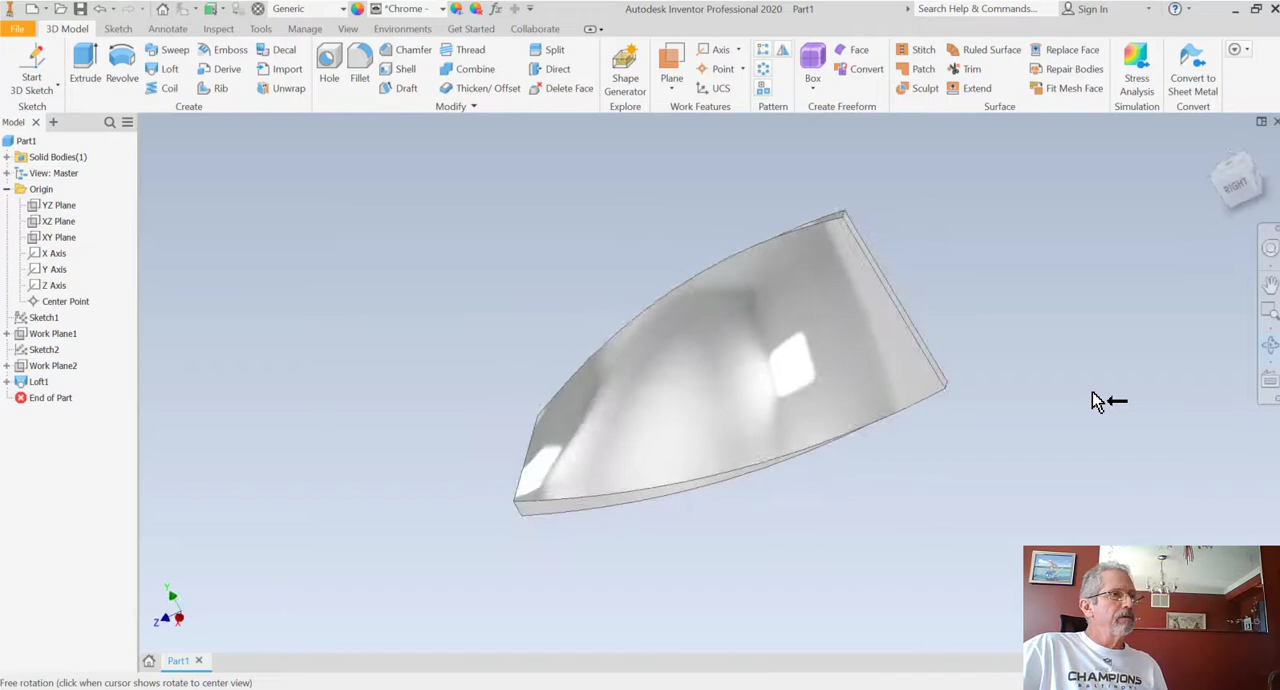 Generic
*Chrome -
fx
Autodesk Inventor Professional 2020 Part1
Search Help & Commands...
Sign In
File
3D Model
Sketch
Annotate
Inspect
Tools
Manage
View
Environments
Get Started
Collaborate
Start
3D Sketch
Extrude
Revolve
Sweep
Loft
Coil
Emboss
Derive
Rib
Decal
Import
Unwrap
Hole
Fillet
Chamfer
Shell
Draft
Thread
Combine
Thicken/ Offset
Split
Direct
Delete Face
Shape
Generator
Plane
Axis
Point
UCS
Box
Face
Convert
Stitch
Patch
Sculpt
Ruled Surface
Trim
Extend
Replace Face
Repair Bodies
Fit Mesh Face
Stress
Analysis
Convert to
Sheet Metal
Sketch
Create
Modify
Explore
Work Features
Pattern
Create Freeform
Surface
Simulation
Convert
Model
Part1
Solid Bodies(1)
View: Master
Origin
YZ Plane
XZ Plane
XY Plane
X Axis
Y Axis
Z Axis
Center Point
Sketch1
Work Plane1
Sketch2
Work Plane2
Loft1
End of Part
RIGHT
Y
Z
X
CHAMPIONS
Part1
Free rotation (click when cursor shows rotate to center view)